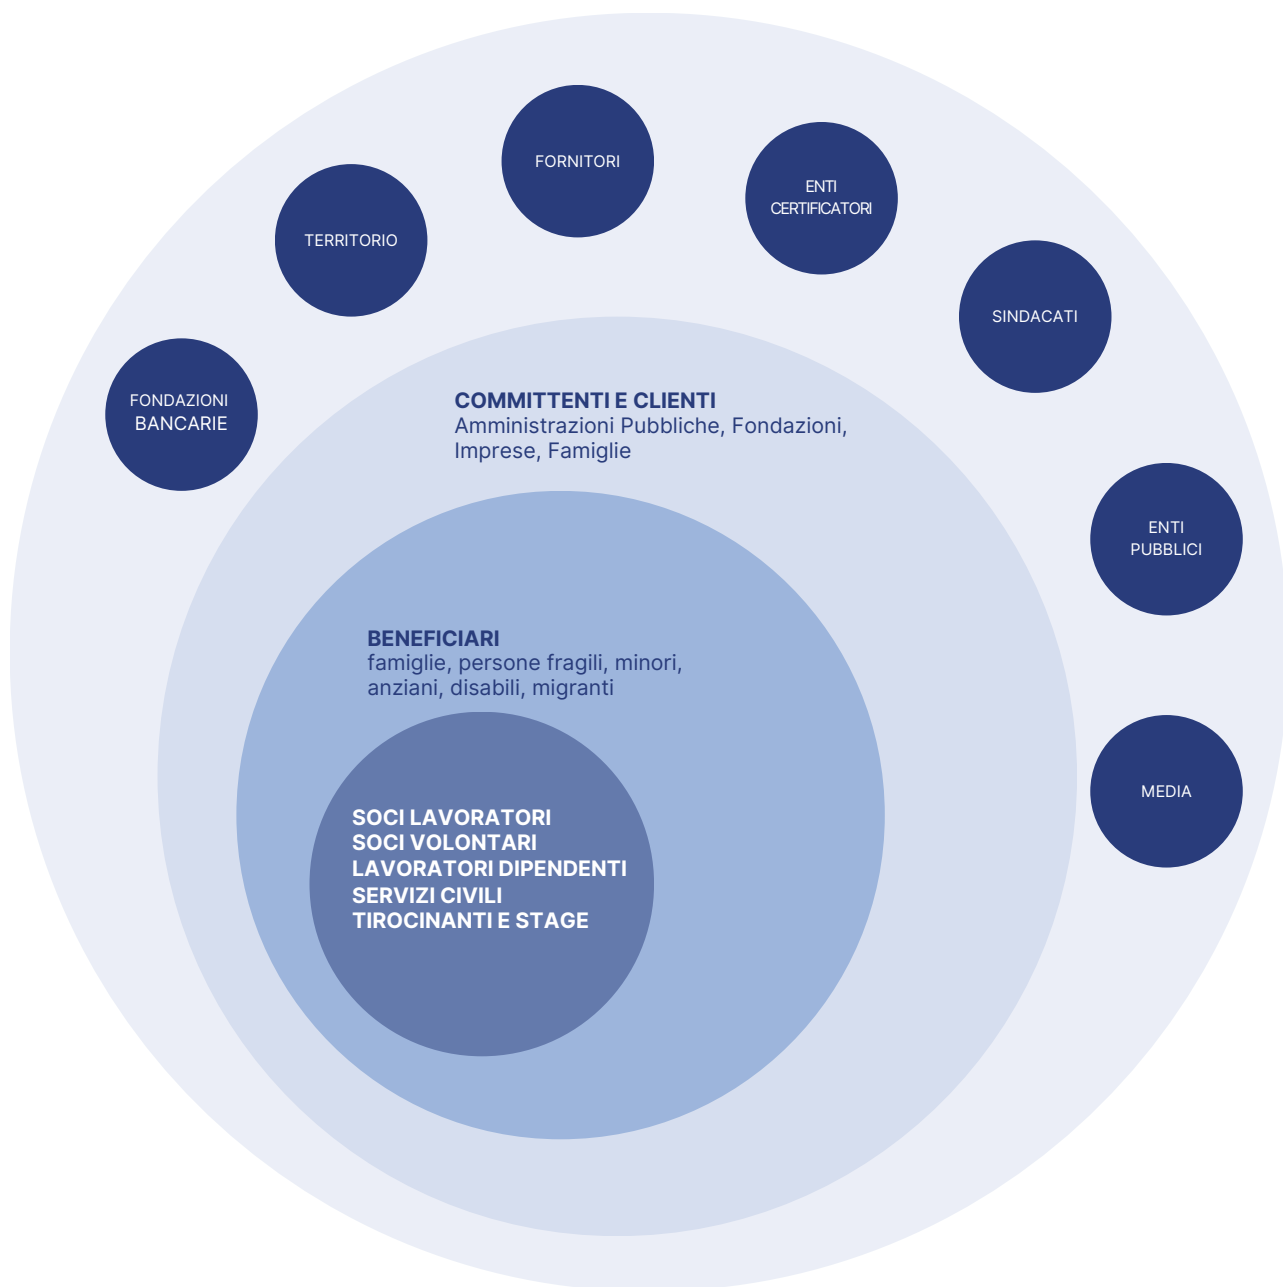 FORNITORI
ENTI
CERTIFICATORI
TERRITORIO
SINDACATI
FONDAZIONI
BANCARIE
COMMITTENTI E CLIENTI
Amministrazioni Pubbliche, Fondazioni,
Imprese, Famiglie
ENTI
PUBBLICI
BENEFICIARI
famiglie, persone fragili, minori,
anziani, disabili, migranti
MEDIA
SOCI LAVORATORI
SOCI VOLONTARI
LAVORATORI DIPENDENTI
SERVIZI CIVILI
TIROCINANTI E STAGE